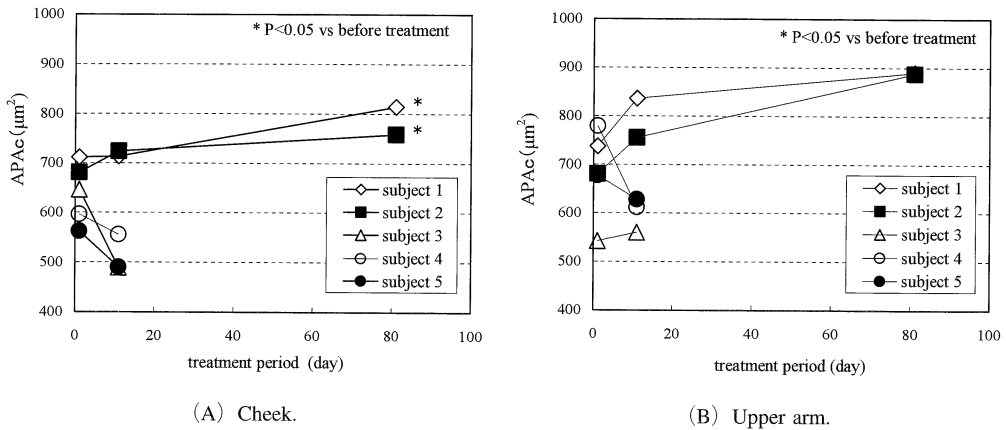 1000
900
800
700
600
500
400
APAc (μm²)
* P<0.05 vs before treatment
*
*
subject 1
subject 2
subject 3
subject 4
subject 5
0 20 40 60 80 100
treatment period (day)
(A) Cheek.
1000
900
800
700
600
500
400
APAc (μm²)
* P<0.05 vs before treatment
subject 1
subject 2
subject 3
subject 4
subject 5
0 20 40 60 80 100
treatment period (day)
(B) Upper arm.